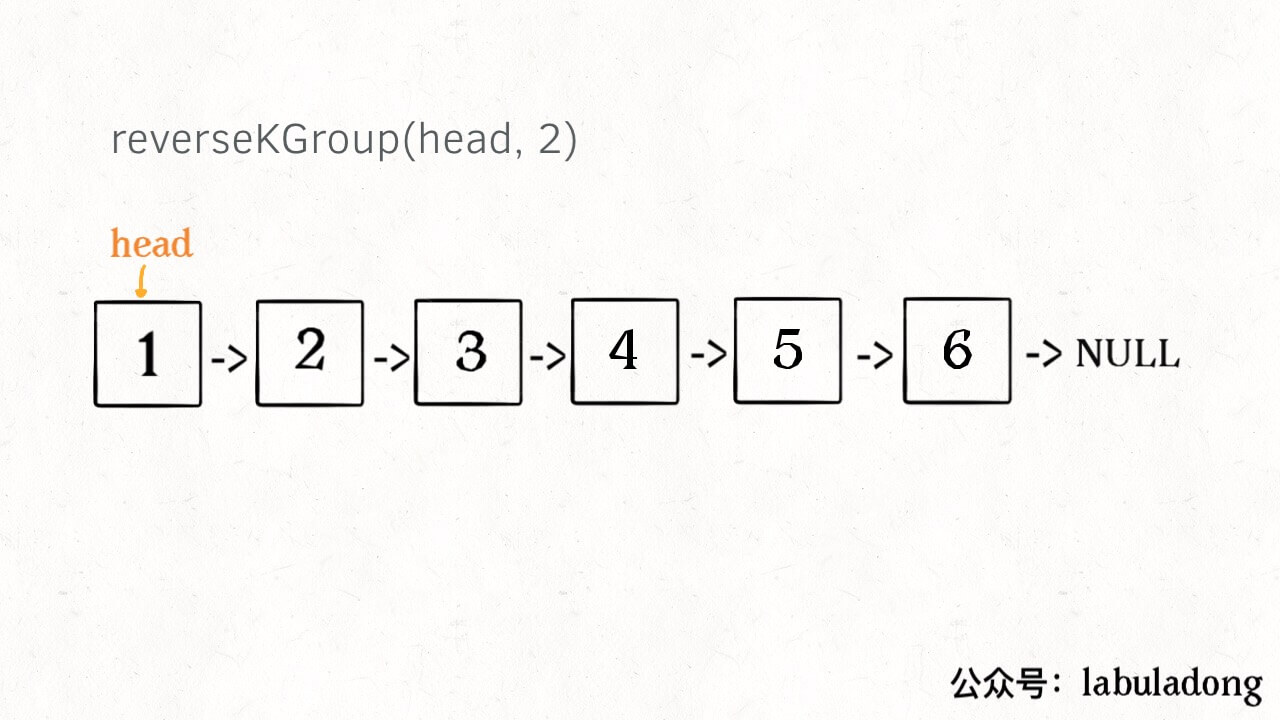 reverseKGroup(head, 2)
head
1 -> 2 -> 3 -> 4 -> 5 -> 6 -> NULL
公众号：labuladong